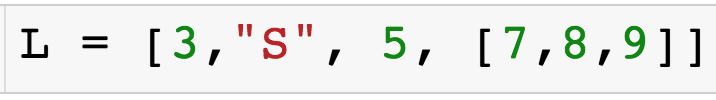 L = [3,"S", 5, [7,8,9]]